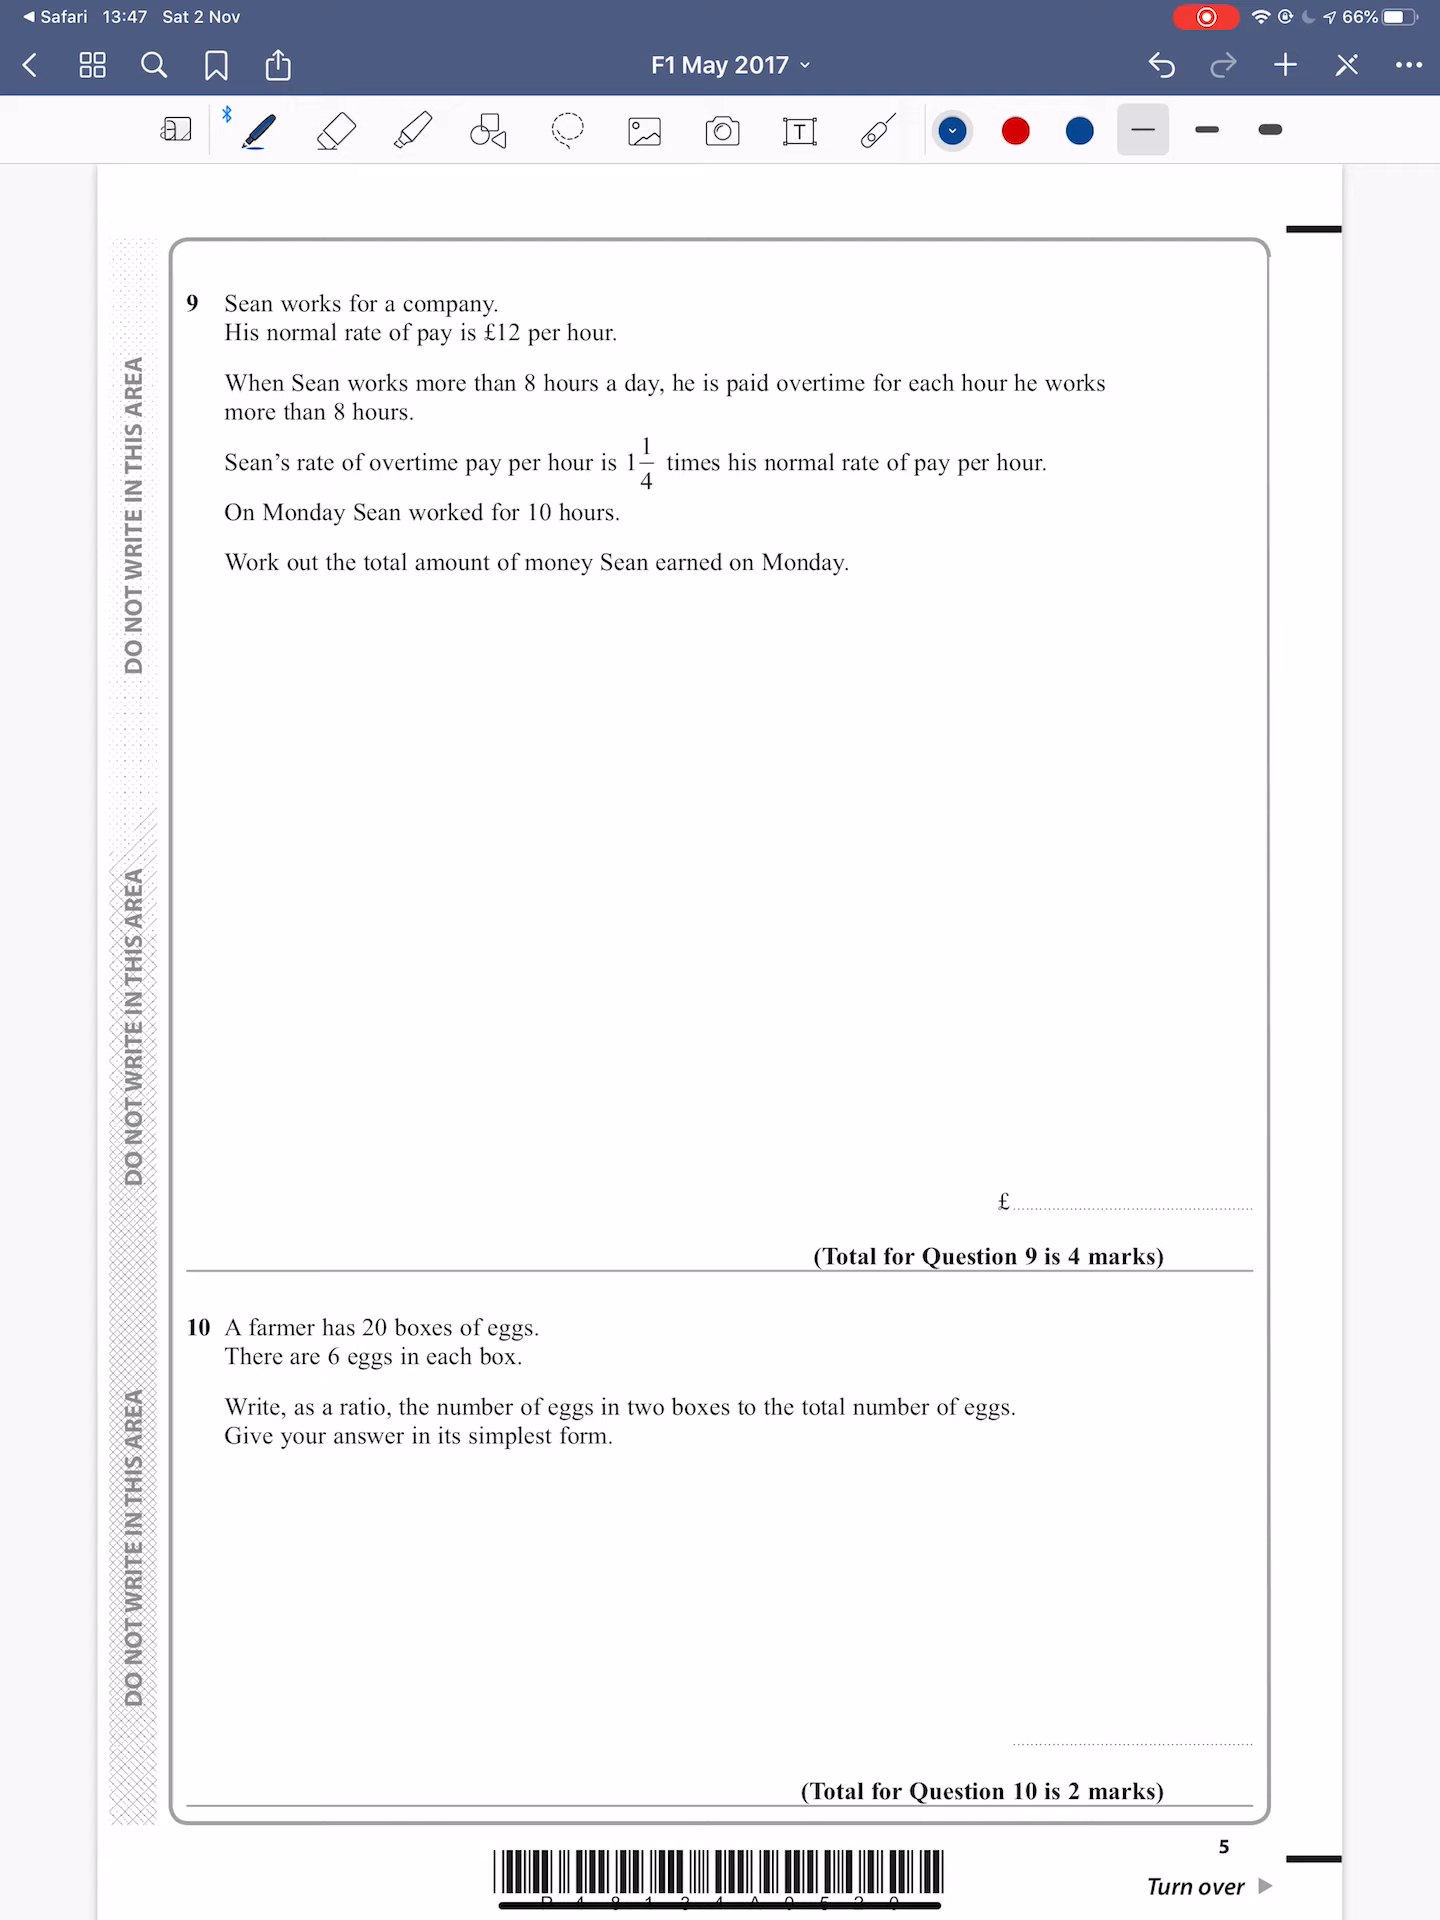 Safari 13:47 Sat 2 Nov 66%
F1 May 2017
9 Sean works for a company.
His normal rate of pay is £12 per hour.
When Sean works more than 8 hours a day, he is paid overtime for each hour he works
more than 8 hours.
Sean's rate of overtime pay per hour is 1 1/4 times his normal rate of pay per hour.
On Monday Sean worked for 10 hours.
Work out the total amount of money Sean earned on Monday.
£
(Total for Question 9 is 4 marks)
10 A farmer has 20 boxes of eggs.
There are 6 eggs in each box.
Write, as a ratio, the number of eggs in two boxes to the total number of eggs.
Give your answer in its simplest form.
(Total for Question 10 is 2 marks)
5
Turn over
DO NOT WRITE IN THIS AREA
DO NOT WRITE IN THIS AREA
DO NOT WRITE IN THIS AREA